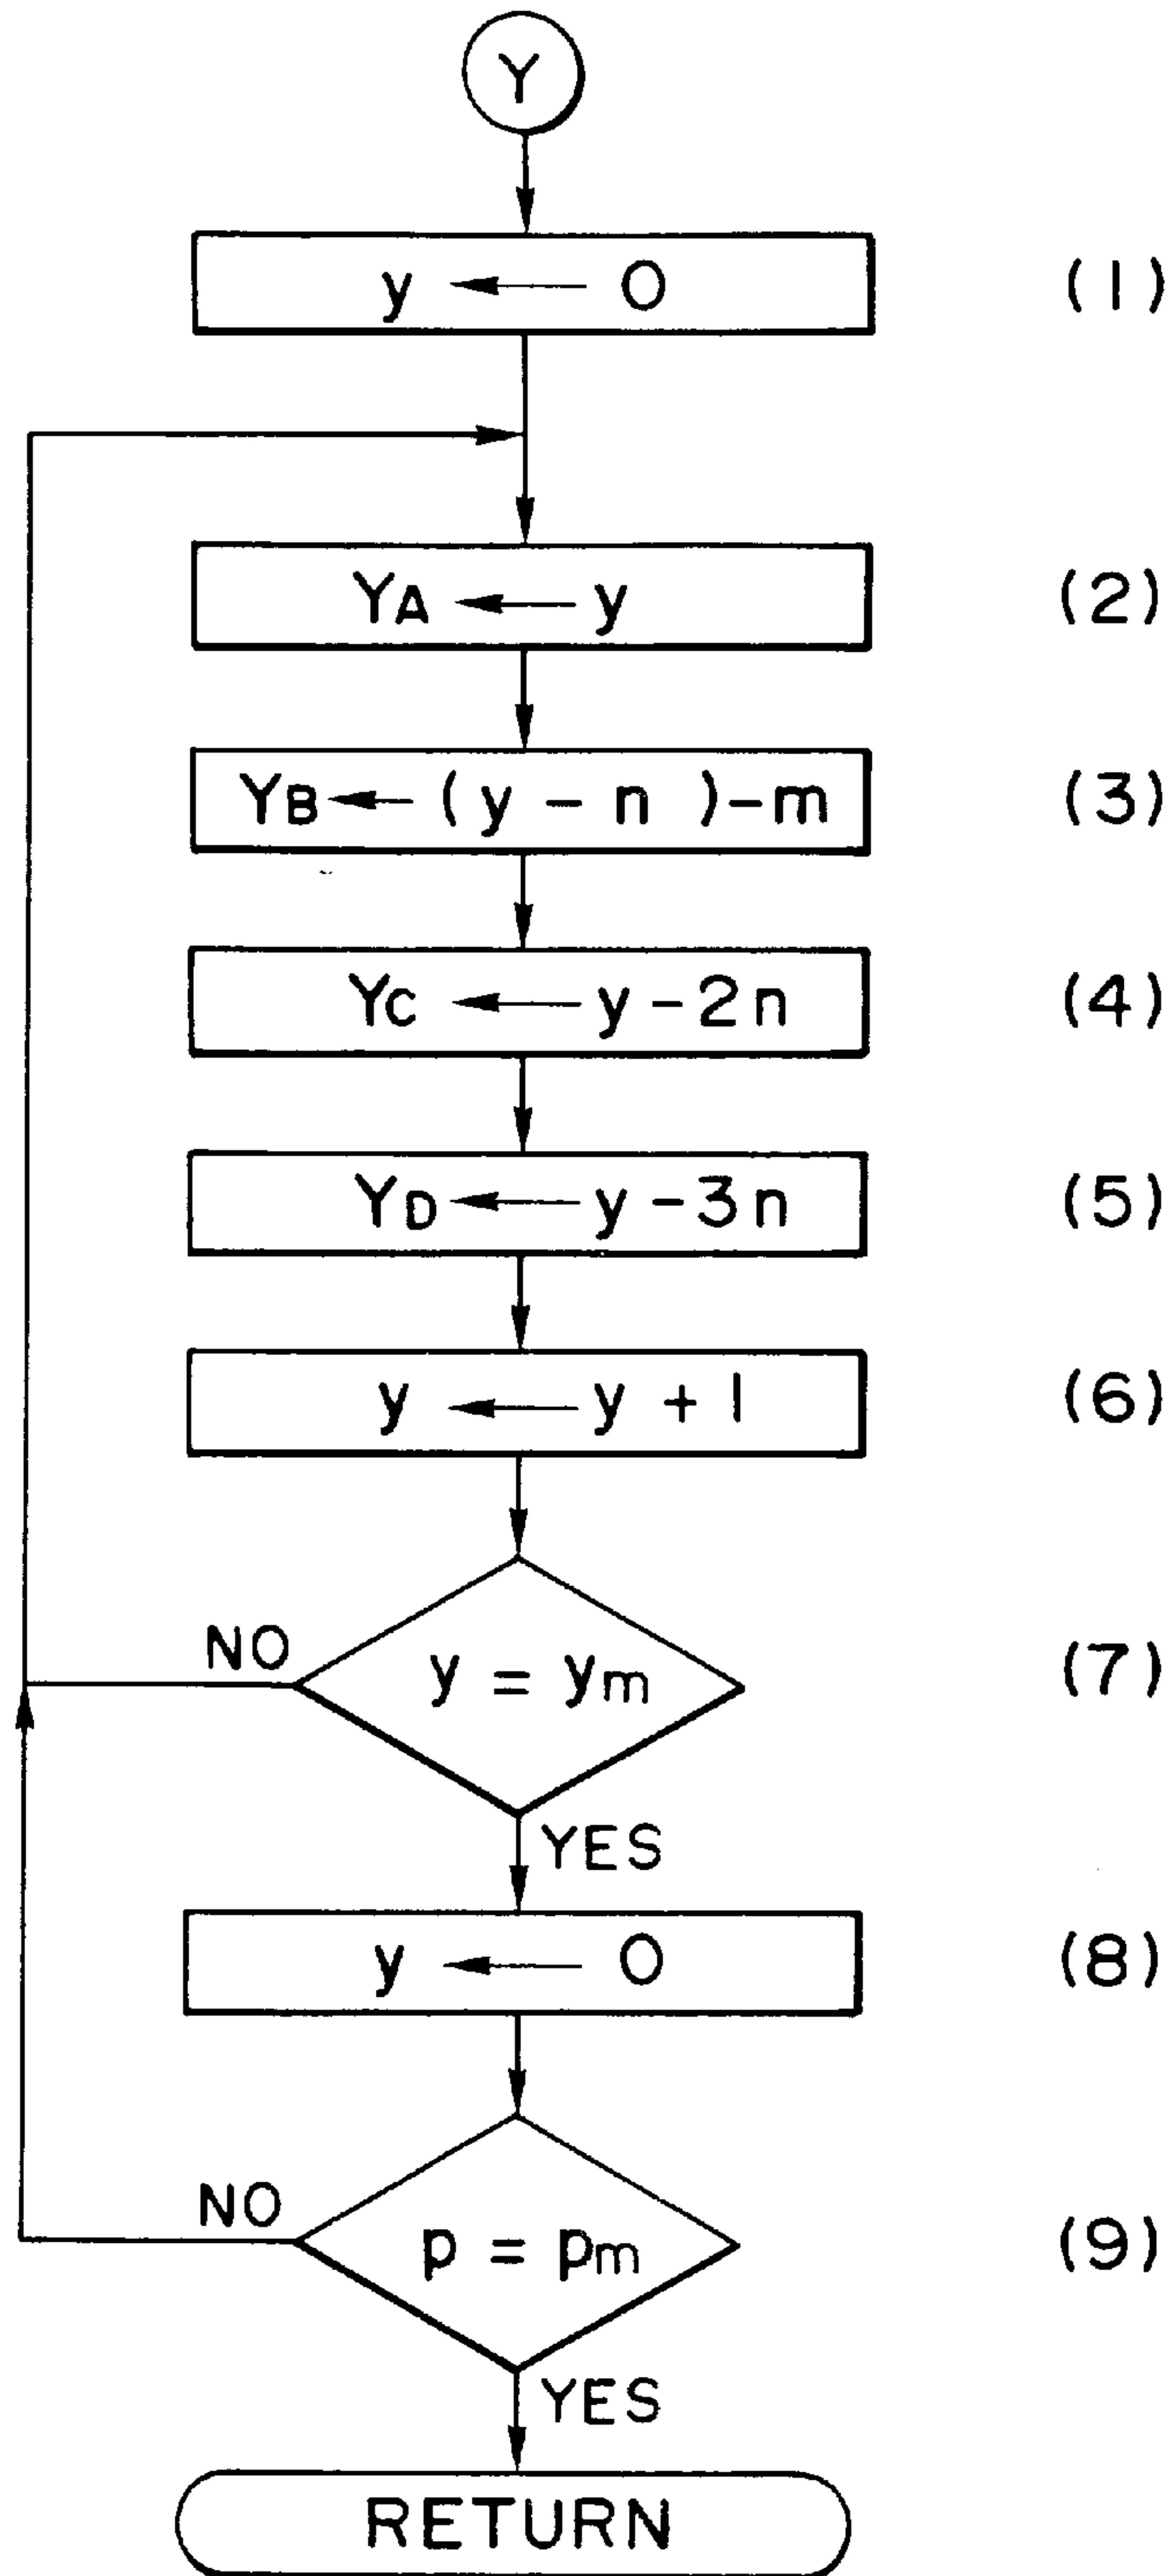 Y
y ← 0 (1)
YA ← y (2)
YB ← (y - n) - m (3)
YC ← y - 2n (4)
YD ← y - 3n (5)
y ← y + 1 (6)
NO y = ym (7)
YES
y ← 0 (8)
NO p = pm (9)
YES
RETURN